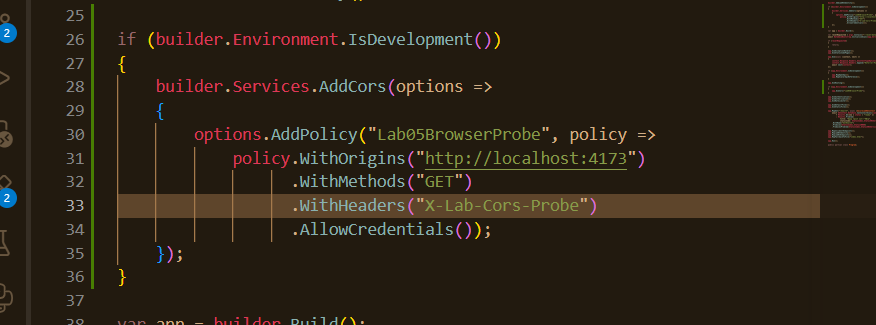 25
26 if (builder.Environment.IsDevelopment())
27 {
28 builder.Services.AddCors(options =>
29 {
30 options.AddPolicy("Lab05BrowserProbe", policy =>
31 policy.WithOrigins("http://localhost:4173")
32 .WithMethods("GET")
33 .WithHeaders("X-Lab-Cors-Probe")
34 .AllowCredentials());
35 });
36 }
37
38 var app = builder.Build();
2
2